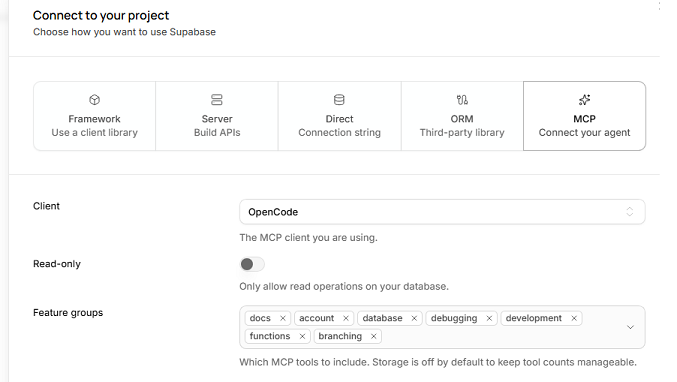 Connect to your project
Choose how you want to use Supabase
Framework
Use a client library
Server
Build APIs
Direct
Connection string
ORM
Third-party library
MCP
Connect your agent
Client
OpenCode
The MCP client you are using.
Read-only
Only allow read operations on your database.
Feature groups
docs × account × database × debugging × development ×
functions × branching ×
Which MCP tools to include. Storage is off by default to keep tool counts manageable.